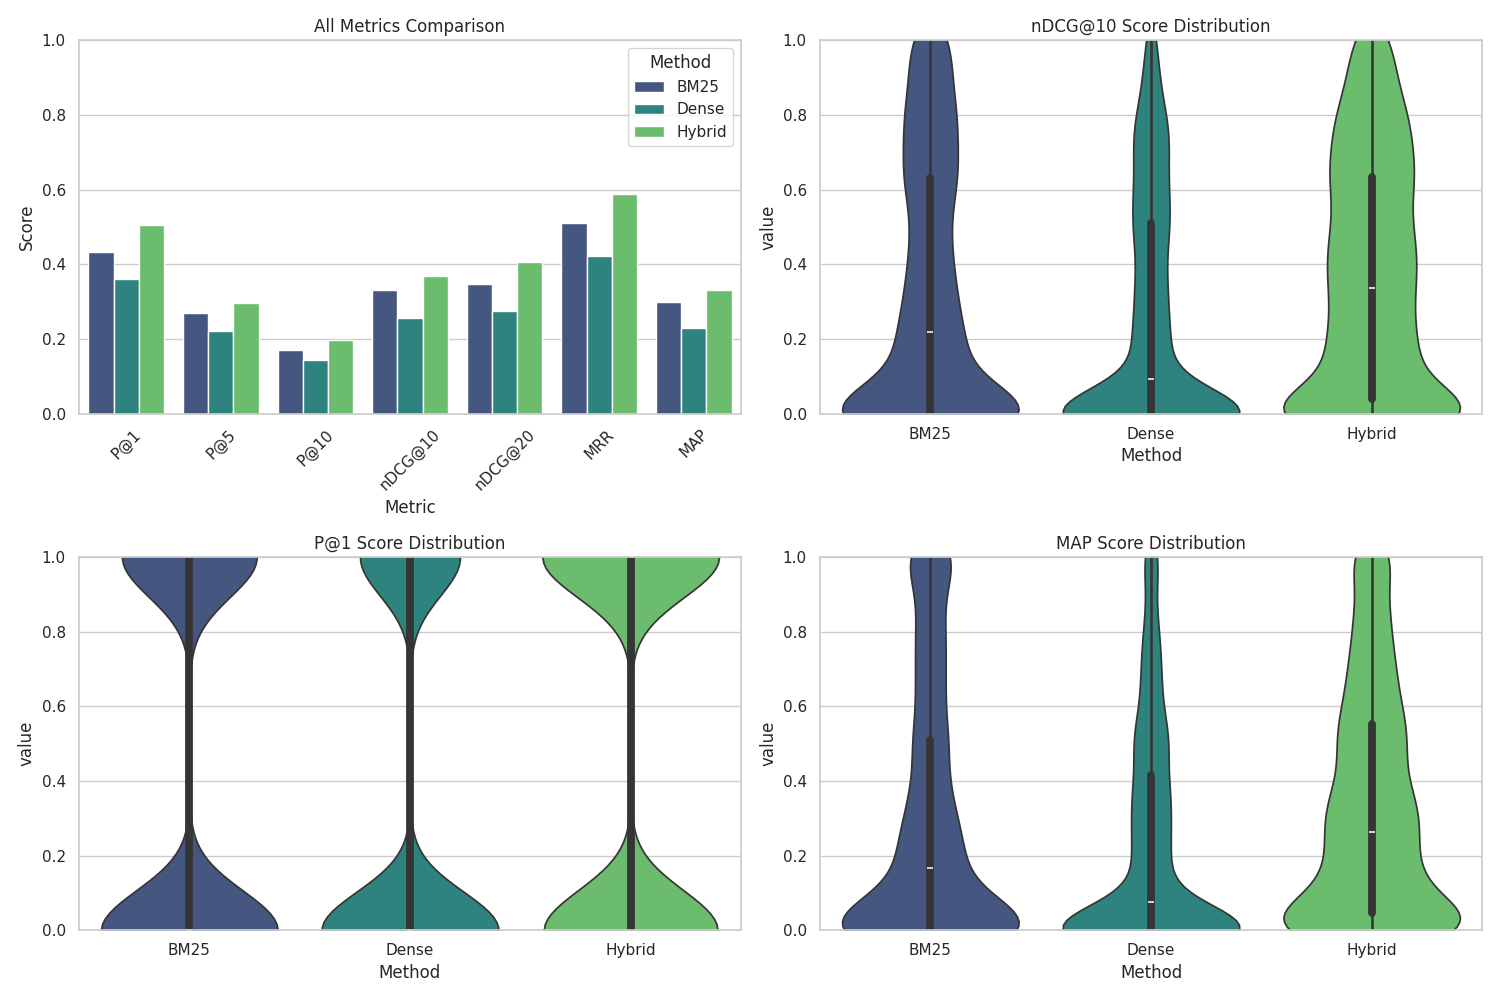 All Metrics Comparison
1.0
0.8
0.6
0.4
0.2
0.0
Score
Method
BM25
Dense
Hybrid
P@1
P@5
P@10
nDCG@10
nDCG@20
MRR
MAP
Metric
nDCG@10 Score Distribution
1.0
0.8
0.6
0.4
0.2
0.0
value
BM25
Dense
Hybrid
Method
P@1 Score Distribution
1.0
0.8
0.6
0.4
0.2
0.0
value
BM25
Dense
Hybrid
Method
MAP Score Distribution
1.0
0.8
0.6
0.4
0.2
0.0
value
BM25
Dense
Hybrid
Method